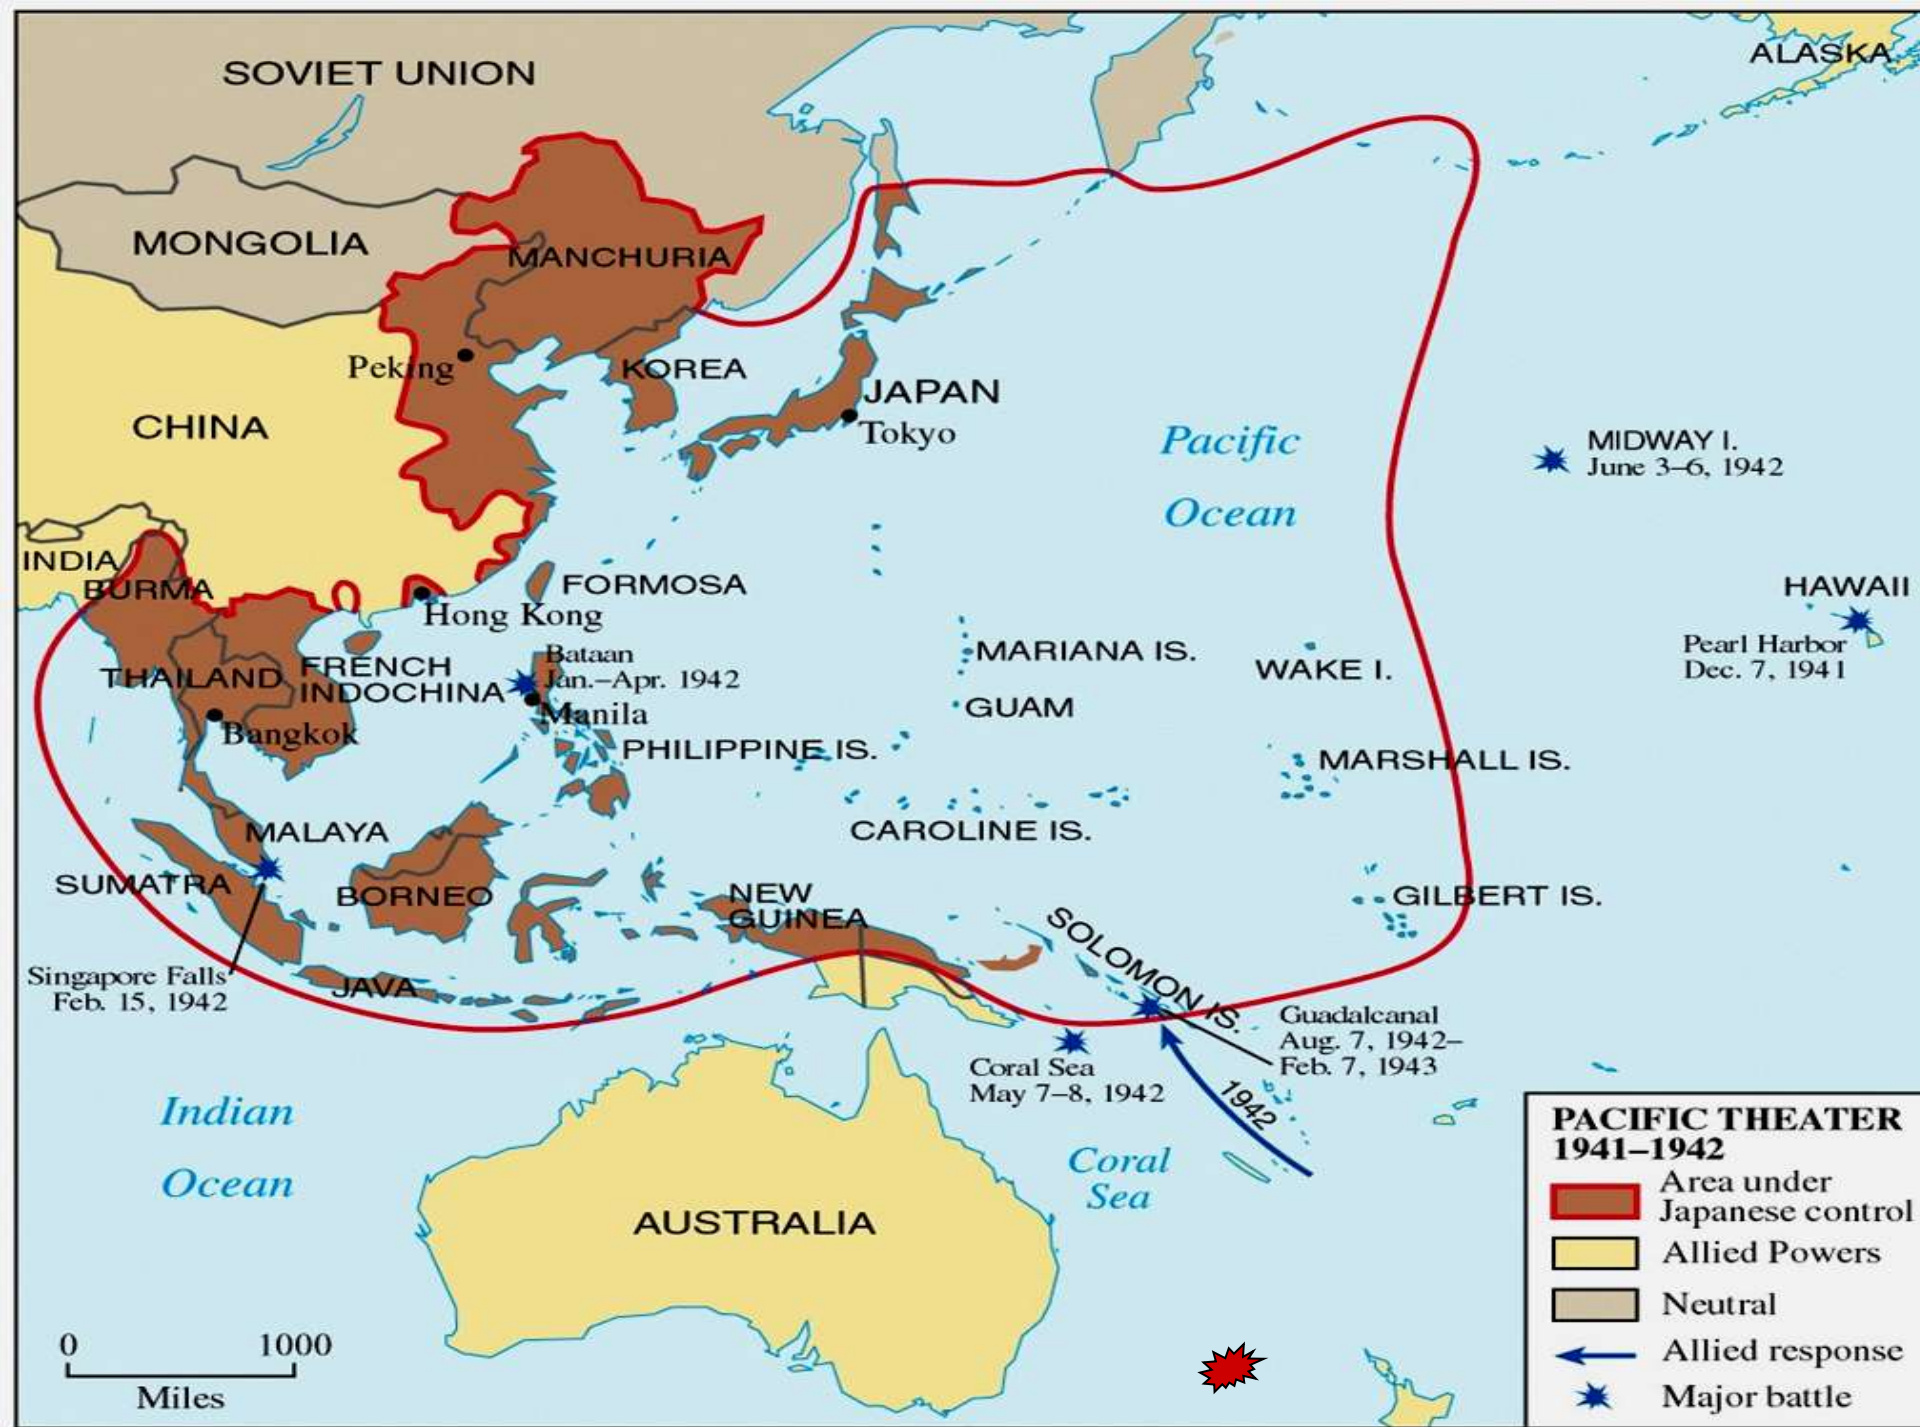 SOVIET UNION
ALASKA
MONGOLIA
MANCHURIA
Peking
KOREA
JAPAN
Tokyo
CHINA
Pacific
Ocean
MIDWAY I.
June 3–6, 1942
INDIA
BURMA
FORMOSA
Hong Kong
HAWAII
Pearl Harbor
Dec. 7, 1941
THAILAND
FRENCH
INDOCHINA
Bataan
Jan.–Apr. 1942
Manila
Bangkok
MARIANA IS.
WAKE I.
GUAM
PHILIPPINE IS.
MARSHALL IS.
CAROLINE IS.
MALAYA
SUMATRA
BORNEO
NEW
GUINEA
GILBERT IS.
SOLOMON IS.
Singapore Falls
Feb. 15, 1942
JAVA
Guadalcanal
Aug. 7, 1942–
Feb. 7, 1943
Coral Sea
May 7–8, 1942
1942
Indian
Ocean
Coral
Sea
AUSTRALIA
0 1000
Miles
PACIFIC THEATER
1941–1942
Area under
Japanese control
Allied Powers
Neutral
Allied response
Major battle